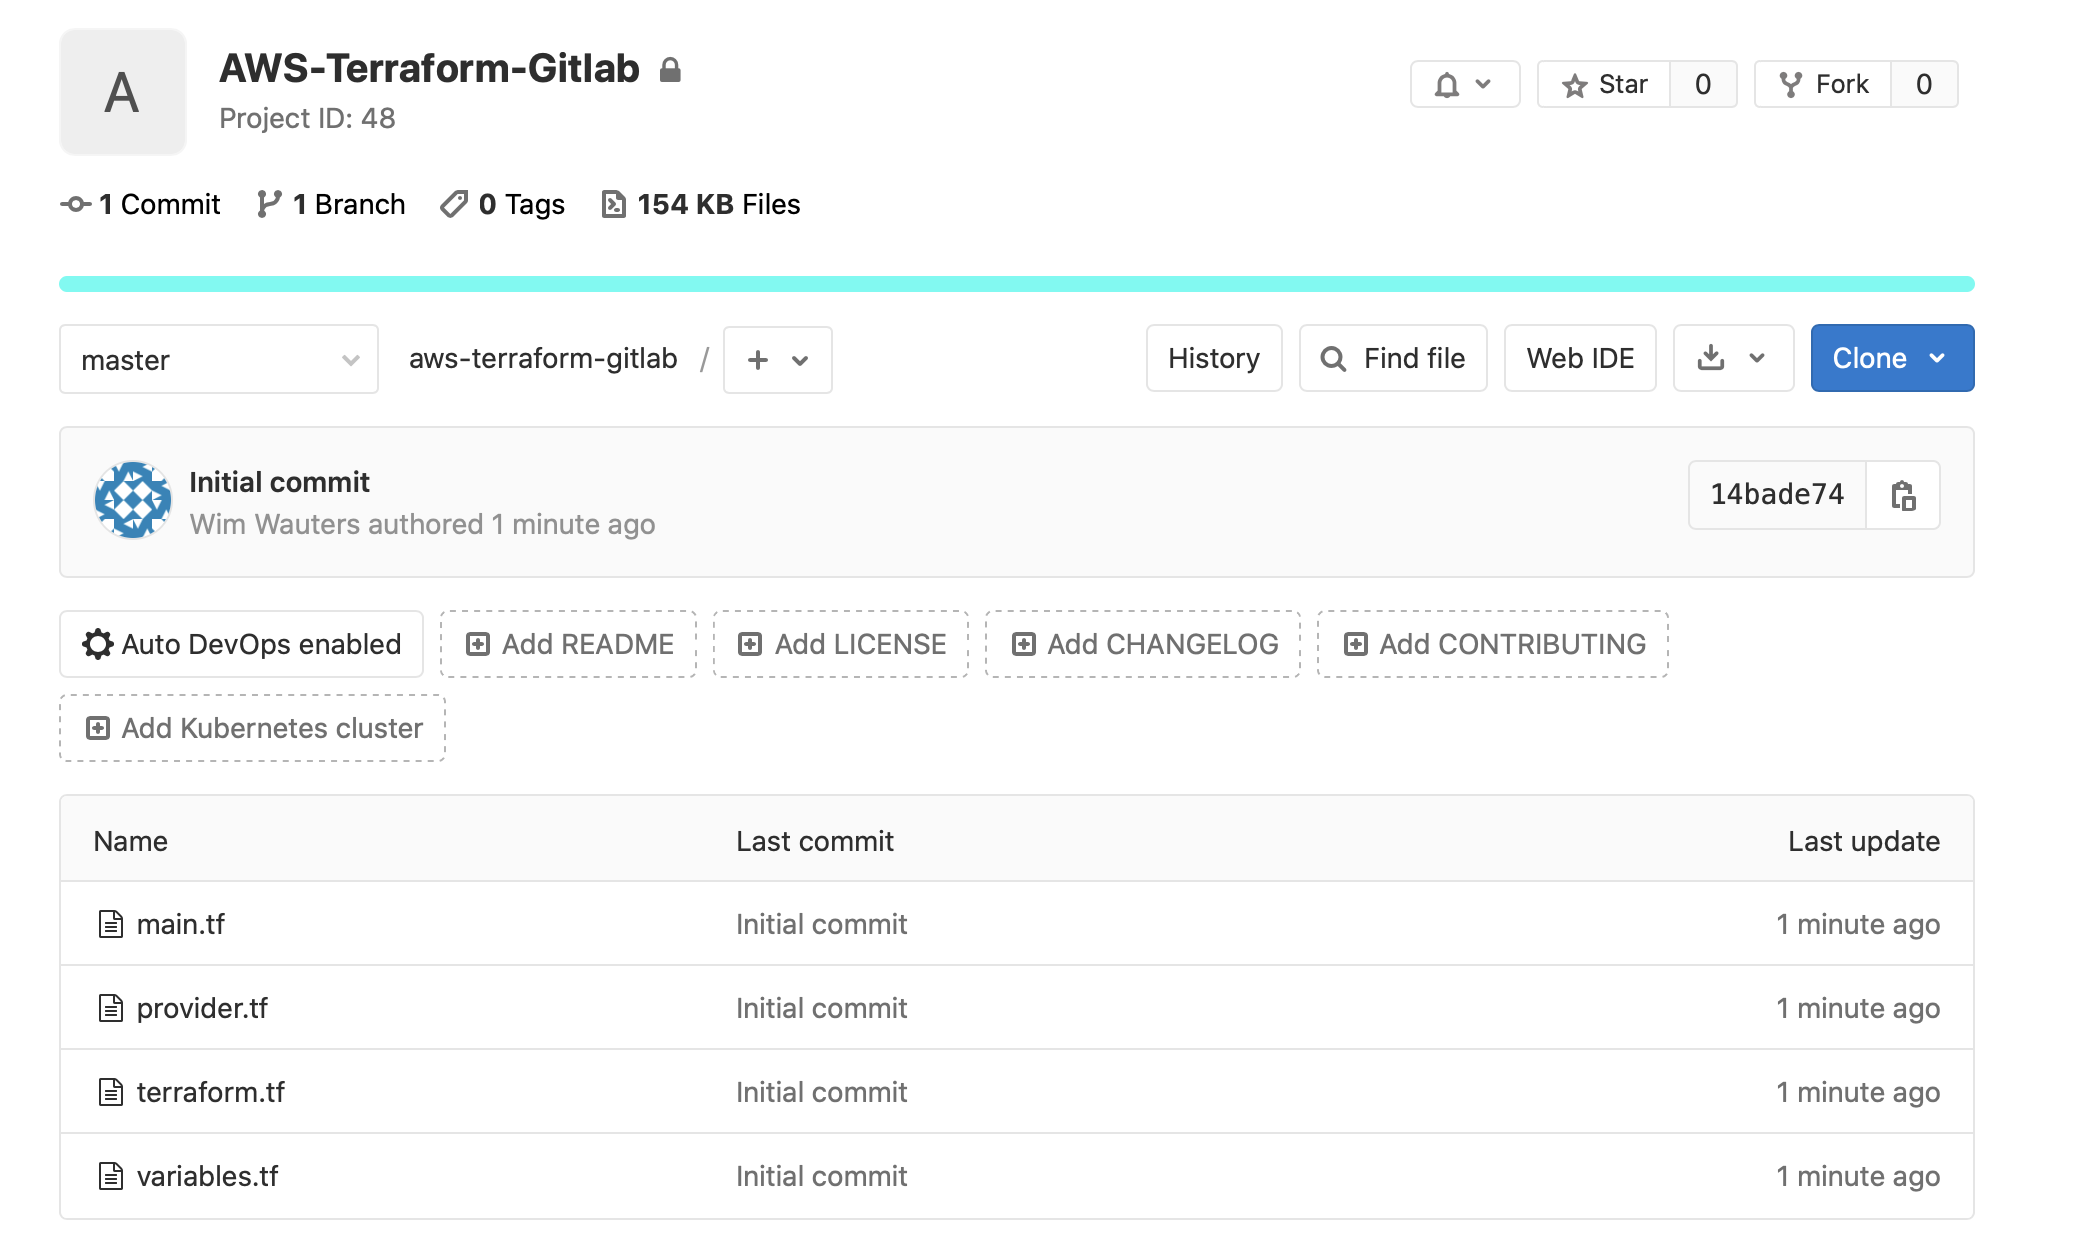 A
AWS-Terraform-Gitlab
Project ID: 48
Star 0
Fork 0
1 Commit 1 Branch 0 Tags 154 KB Files
master aws-terraform-gitlab / + History Find file Web IDE Clone
Initial commit
Wim Wauters authored 1 minute ago
14bade74
Auto DevOps enabled Add README Add LICENSE Add CHANGELOG Add CONTRIBUTING
Add Kubernetes cluster
Name Last commit Last update
main.tf Initial commit 1 minute ago
provider.tf Initial commit 1 minute ago
terraform.tf Initial commit 1 minute ago
variables.tf Initial commit 1 minute ago